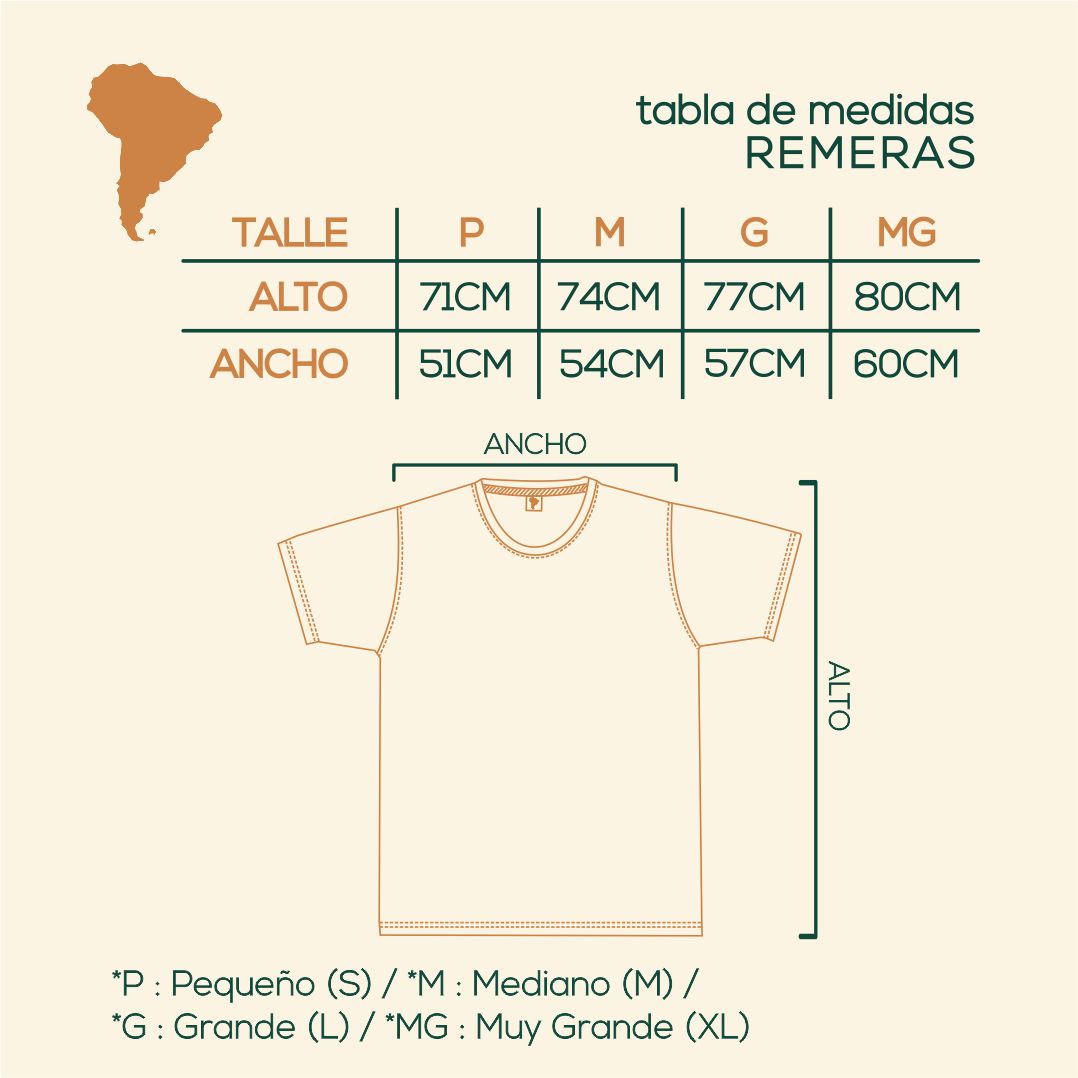 tabla de medidas
REMERAS
TALLE P M G MG
ALTO 71CM 74CM 77CM 80CM
ANCHO 51CM 54CM 57CM 60CM
ANCHO
ALTO
*P : Pequeño (S) / *M : Mediano (M) /
*G : Grande (L) / *MG : Muy Grande (XL)